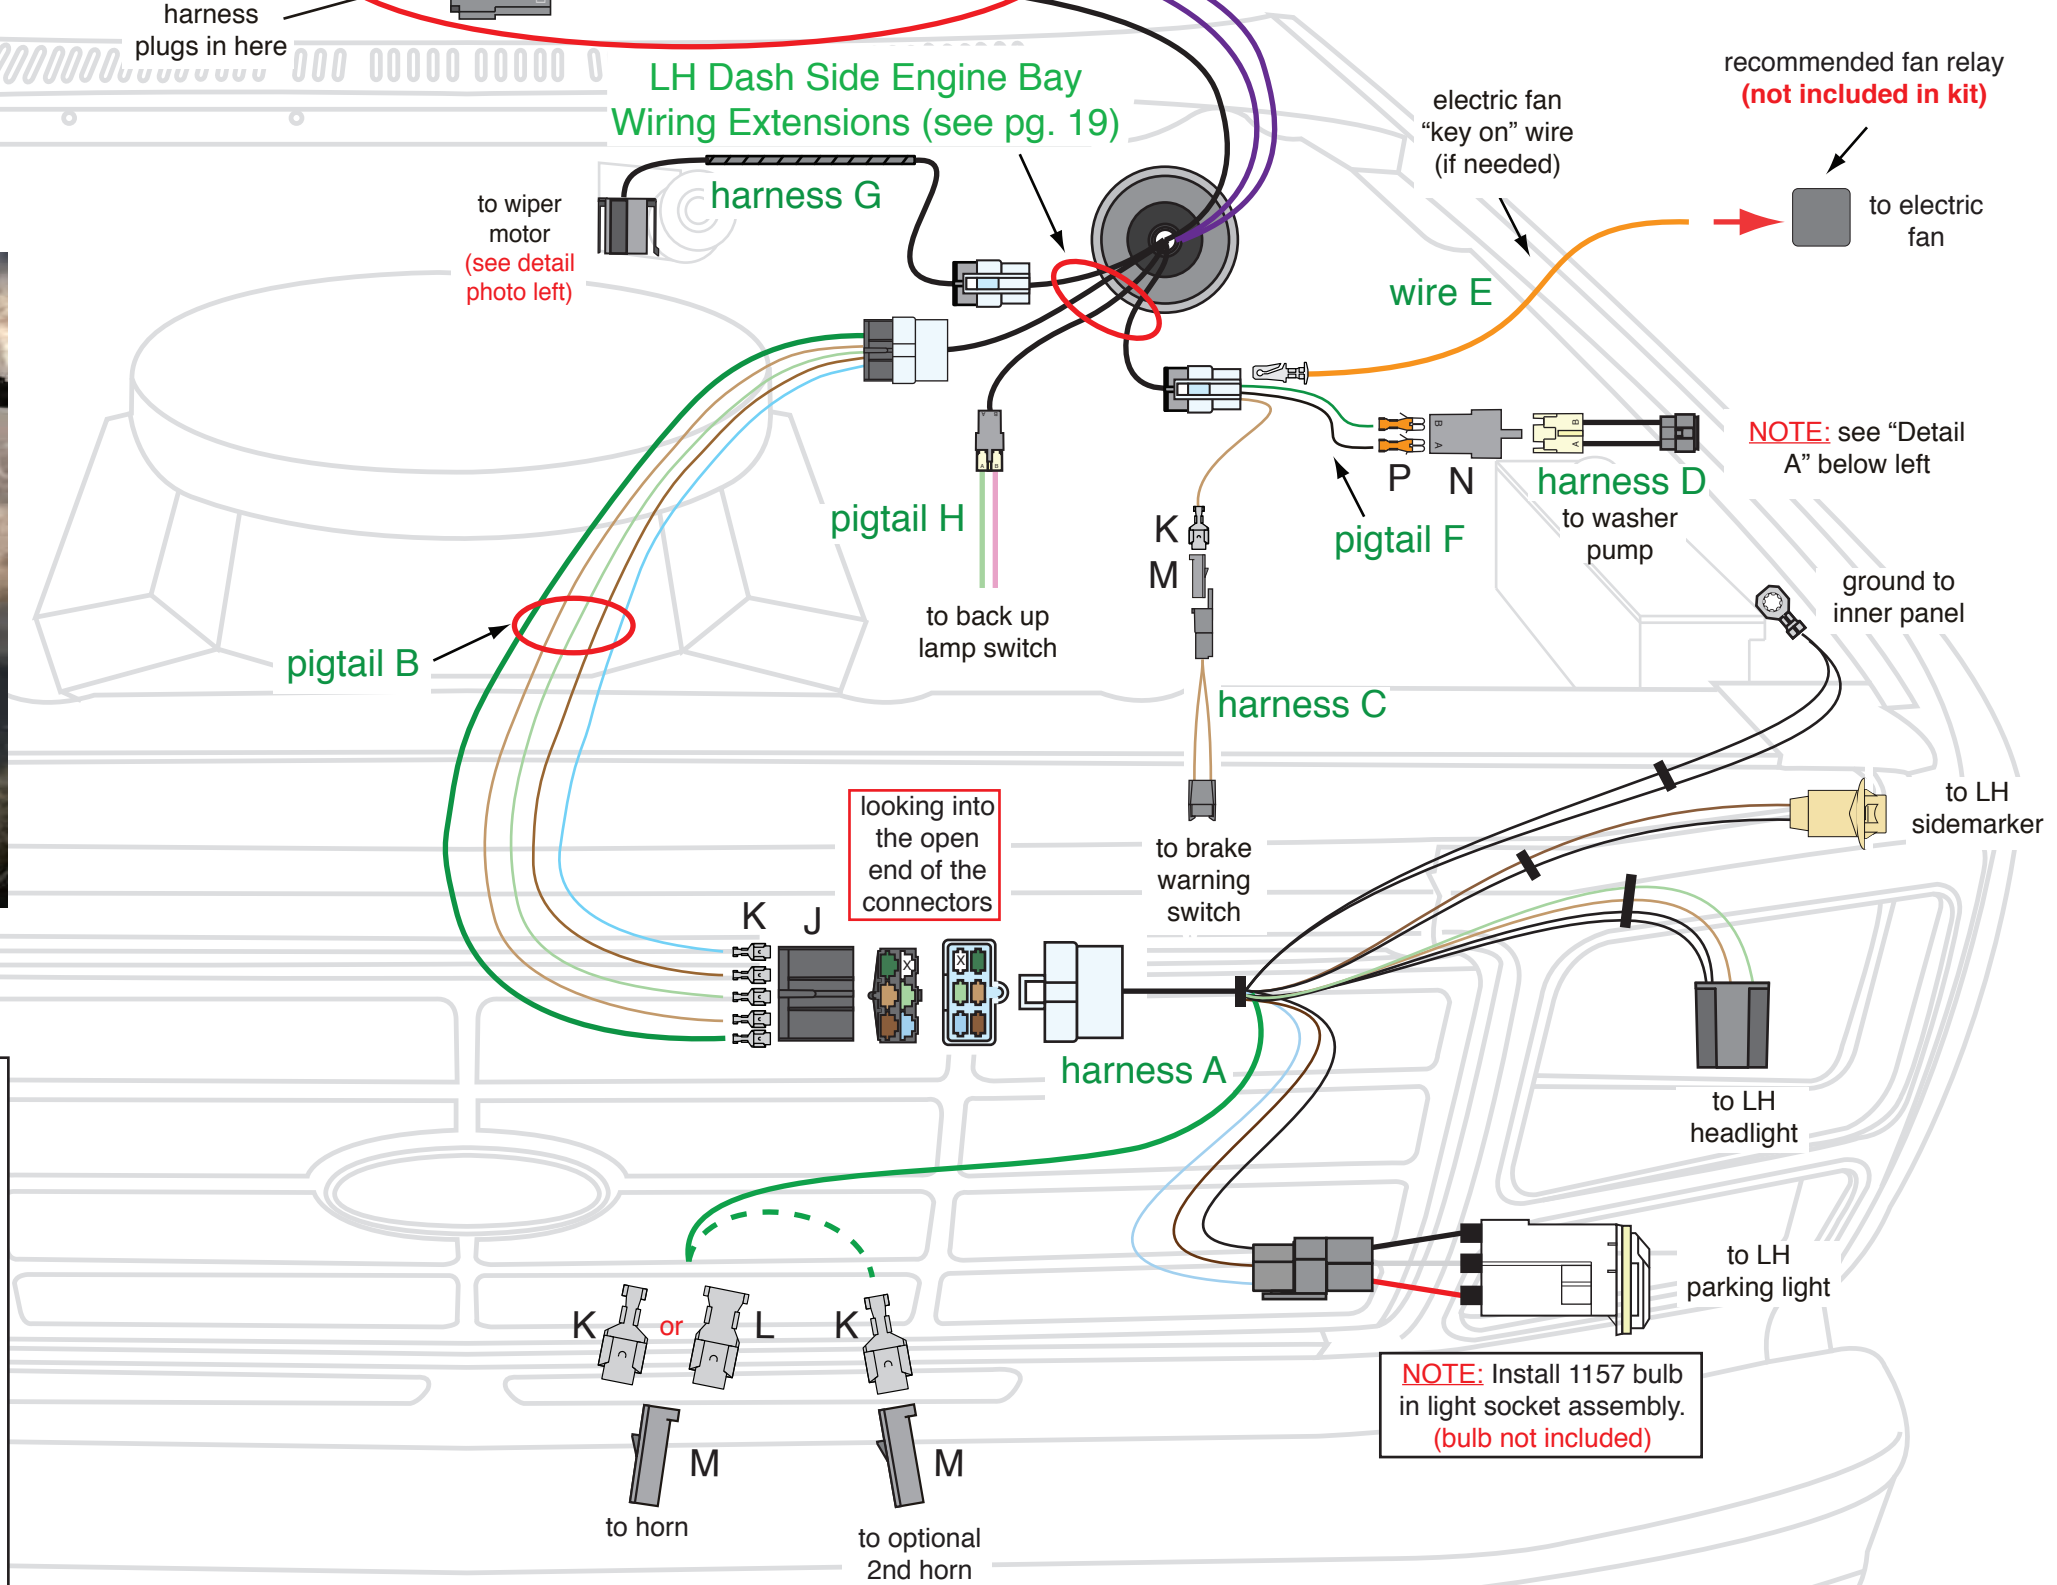 harness
plugs in here
LH Dash Side Engine Bay
Wiring Extensions (see pg. 19)
recommended fan relay
(not included in kit)
electric fan
“key on” wire
(if needed)
to electric
fan
harness G
to wiper
motor
(see detail
photo left)
wire E
NOTE: see “Detail
A” below left
B
A
B
A
P
N
harness D
to washer
pump
pigtail F
pigtail H
A
B
to back up
lamp switch
K
M
harness C
to brake
warning
switch
ground to
inner panel
pigtail B
to LH
sidemarker
looking into
the open
end of the
connectors
K
J
X
X
harness A
to LH
headlight
to LH
parking light
K
or
L
K
NOTE: Install 1157 bulb
in light socket assembly.
(bulb not included)
M
M
to horn
to optional
2nd horn